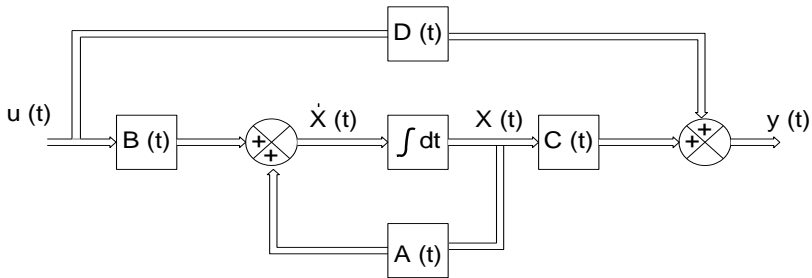 D (t)
u (t)
B (t)
+
+
Ẋ (t)
∫ dt
X (t)
C (t)
+
+
y (t)
A (t)